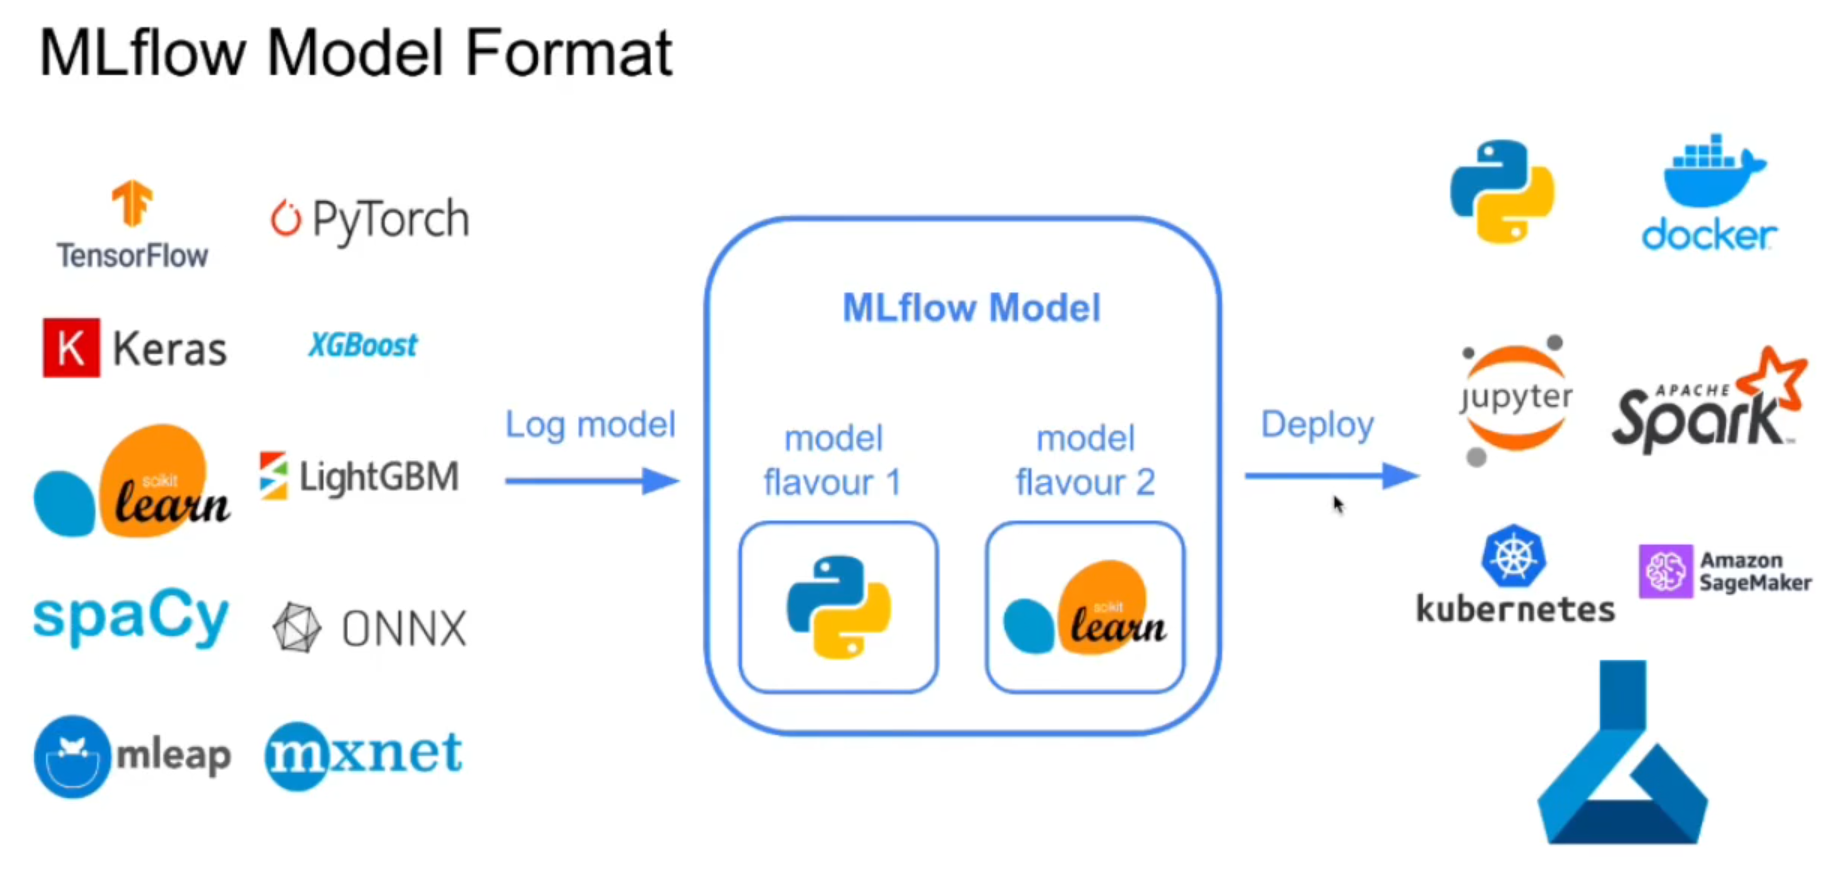 MLflow Model Format
TensorFlow
PyTorch
K Keras
XGBoost
scikit
learn
LightGBM
spaCy
ONNX
mleap
mxnet
Log model
MLflow Model
model
flavour 1
model
flavour 2
scikit
learn
Deploy
docker
jupyter
APACHE
Spark
kubernetes
Amazon
SageMaker